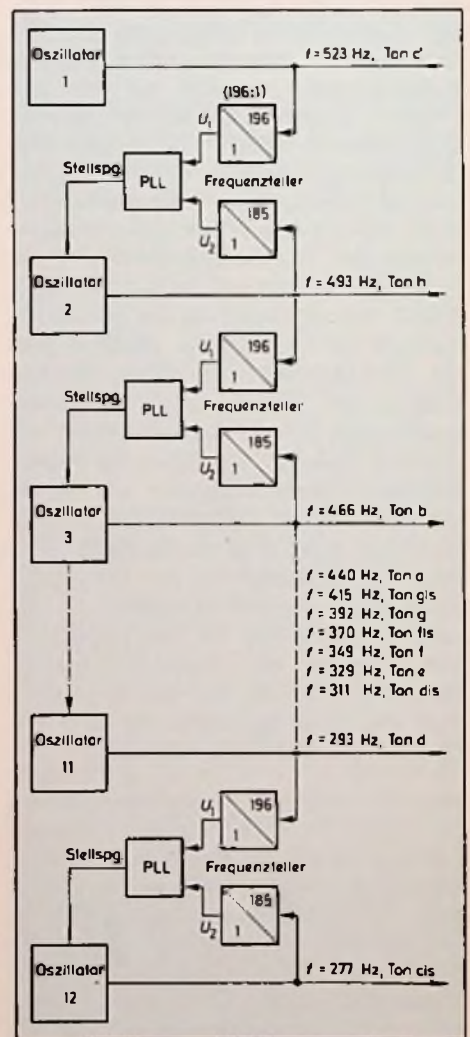 Oszillator
1
f = 523 Hz, Ton c'
(196:1)
196
1
U₁
Stellspg.
PLL
Frequenzteiler
U₂
185
1
Oszillator
2
f = 493 Hz, Ton h
196
1
U₁
Stellspg.
PLL
Frequenzteiler
U₂
185
1
Oszillator
3
f = 466 Hz, Ton b
f = 440 Hz, Ton a
f = 415 Hz, Ton gis
f = 392 Hz, Ton g
f = 370 Hz, Ton fis
f = 349 Hz, Ton f
f = 329 Hz, Ton e
f = 311 Hz, Ton dis
Oszillator
11
f = 293 Hz, Ton d
196
1
U₁
Stellspg.
PLL
Frequenzteiler
U₂
185
1
Oszillator
12
f = 277 Hz, Ton cis